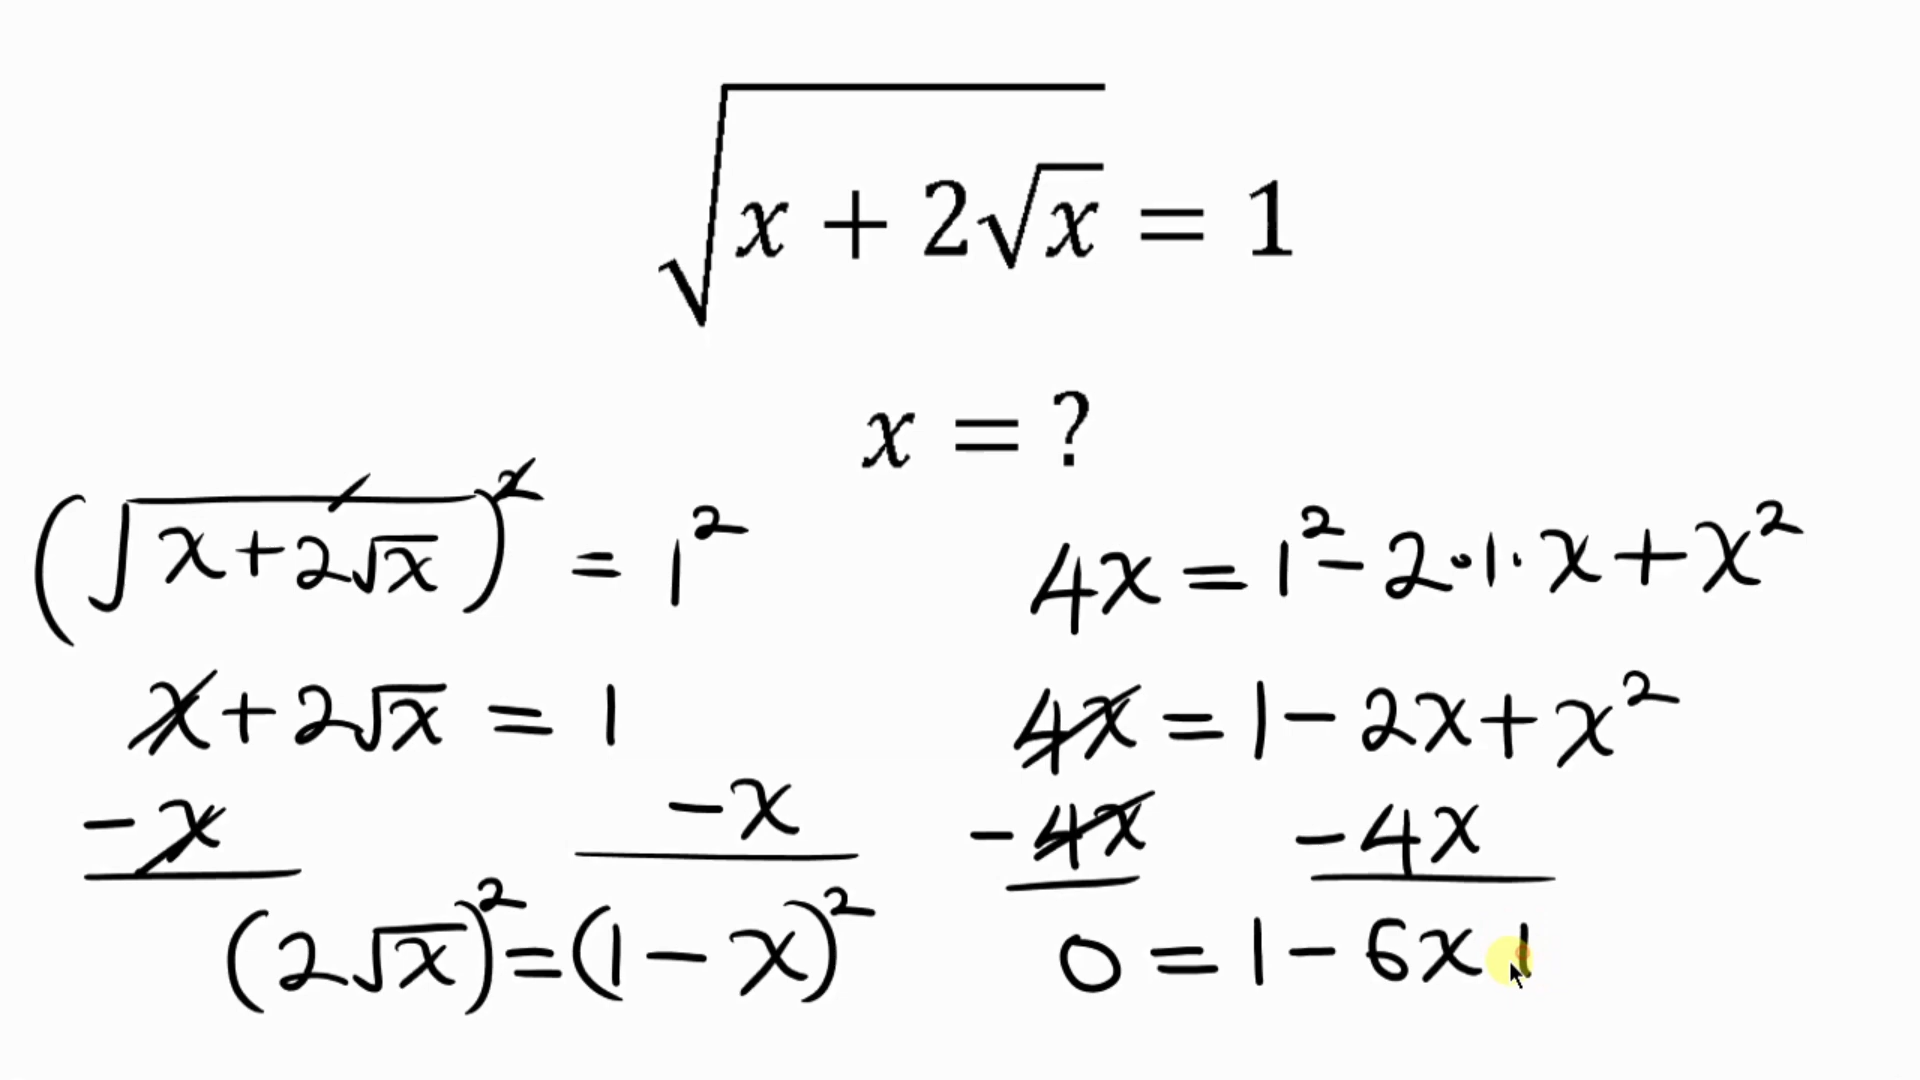 √(x + 2√x) = 1
x = ?
(√(x+2√x))² = 1²
x+2√x = 1
-x -x
(2√x)² = (1-x)²
4x = 1² - 2·1·x + x²
4x = 1 - 2x + x²
-4x -4x
0 = 1 - 6x